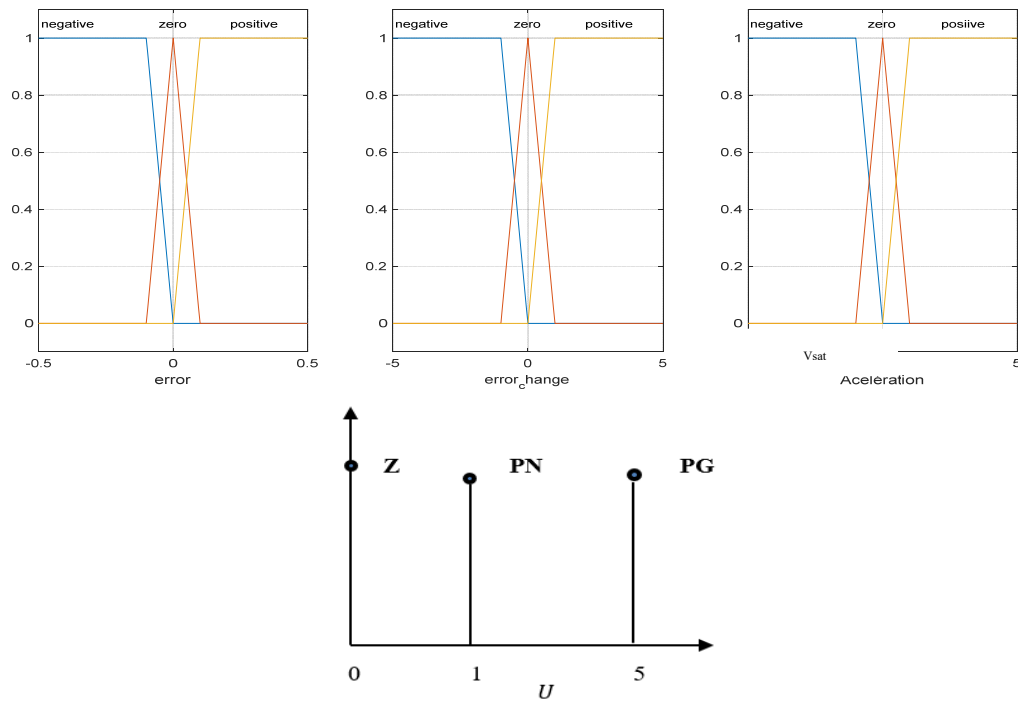 negative zero positive
1
0.8
0.6
0.4
0.2
0
-0.5 0 0.5
error
negative zero positive
1
0.8
0.6
0.4
0.2
0
-5 0 5
error_change
negative zero posiive
1
0.8
0.6
0.4
0.2
0
Vsat
5
Aceleration
Z PN PG
0 1 5
U